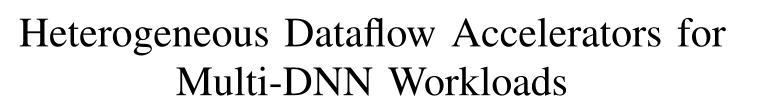 Heterogeneous Dataflow Accelerators for
Multi-DNN Workloads